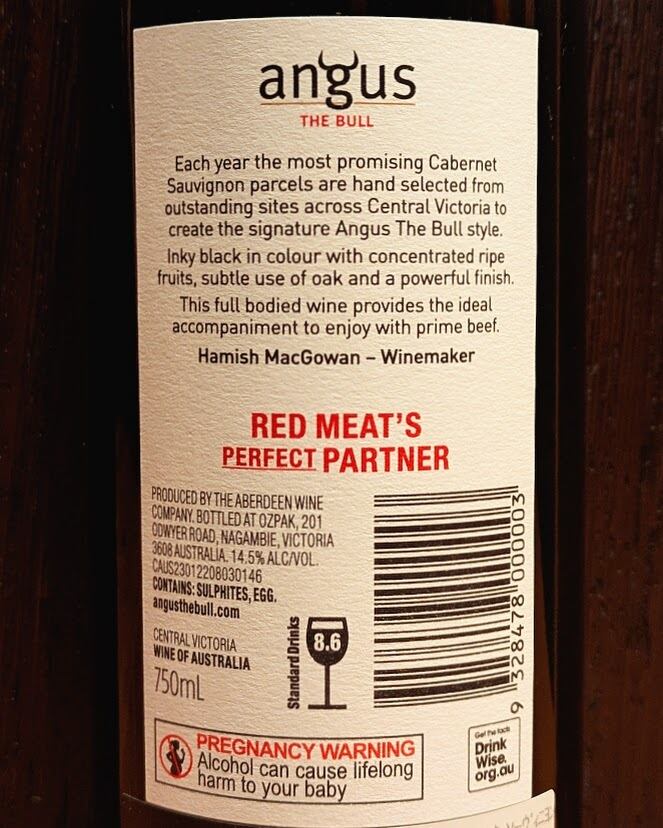 angus
THE BULL
Each year the most promising Cabernet
Sauvignon parcels are hand selected from
outstanding sites across Central Victoria to
create the signature Angus The Bull style.
Inky black in colour with concentrated ripe
fruits, subtle use of oak and a powerful finish.
This full bodied wine provides the ideal
accompaniment to enjoy with prime beef.
Hamish MacGowan – Winemaker
RED MEAT'S
PERFECT PARTNER
PRODUCED BY THE ABERDEEN WINE
COMPANY. BOTTLED AT OZPAK, 201
ODWYER ROAD, NAGAMBIE, VICTORIA
3608 AUSTRALIA. 14.5% ALC/VOL.
CAUS23012208030146
CONTAINS: SULPHITES, EGG.
angusthebull.com
CENTRAL VICTORIA
WINE OF AUSTRALIA
750mL
Standard Drinks
8.6
9 328478 000003
PREGNANCY WARNING
Alcohol can cause lifelong
harm to your baby
Get the facts
Drink
Wise.
org.au